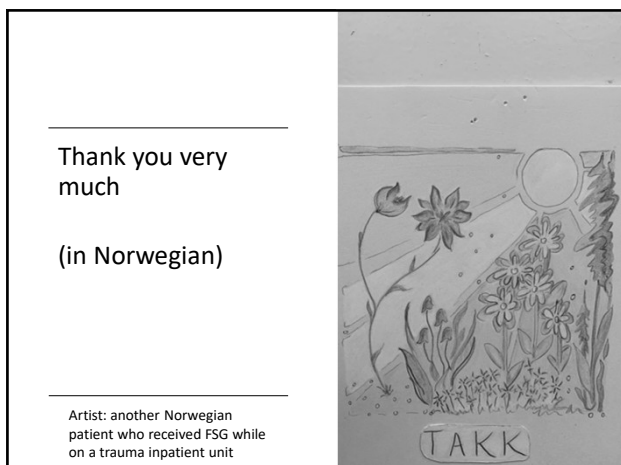 Thank you very
much
(in Norwegian)
Artist: another Norwegian
patient who received FSG while
on a trauma inpatient unit
TAKK